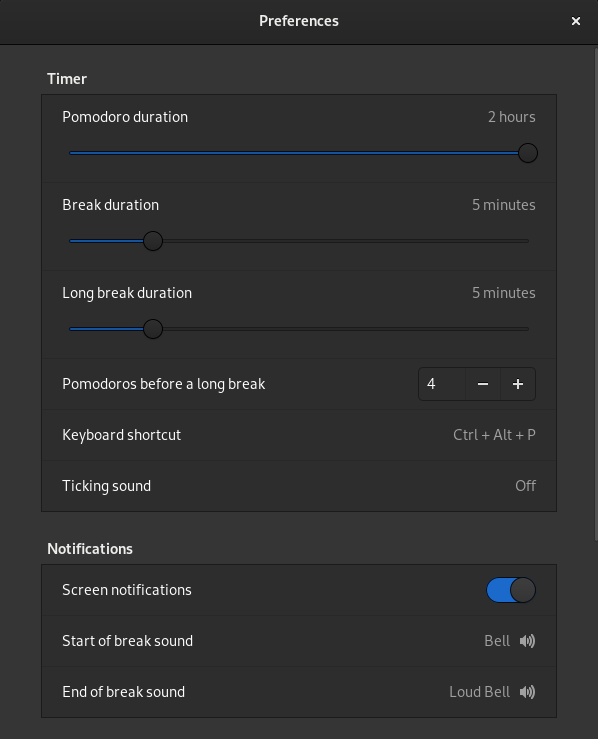 Preferences
Timer
Pomodoro duration 2 hours
Break duration 5 minutes
Long break duration 5 minutes
Pomodoros before a long break 4 − +
Keyboard shortcut Ctrl + Alt + P
Ticking sound Off
Notifications
Screen notifications
Start of break sound Bell
End of break sound Loud Bell